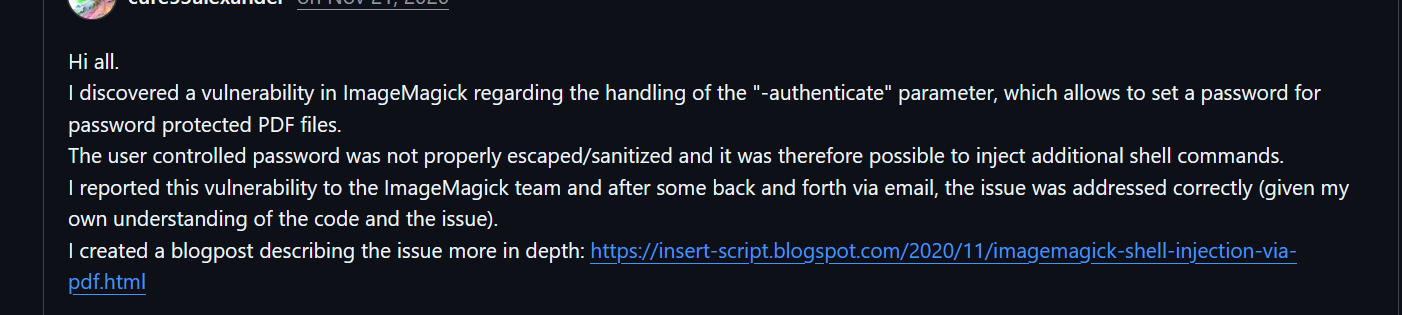 on Nov 21, 2020
Hi all.
I discovered a vulnerability in ImageMagick regarding the handling of the "-authenticate" parameter, which allows to set a password for
password protected PDF files.
The user controlled password was not properly escaped/sanitized and it was therefore possible to inject additional shell commands.
I reported this vulnerability to the ImageMagick team and after some back and forth via email, the issue was addressed correctly (given my
own understanding of the code and the issue).
I created a blogpost describing the issue more in depth: https://insert-script.blogspot.com/2020/11/imagemagick-shell-injection-via-
pdf.html